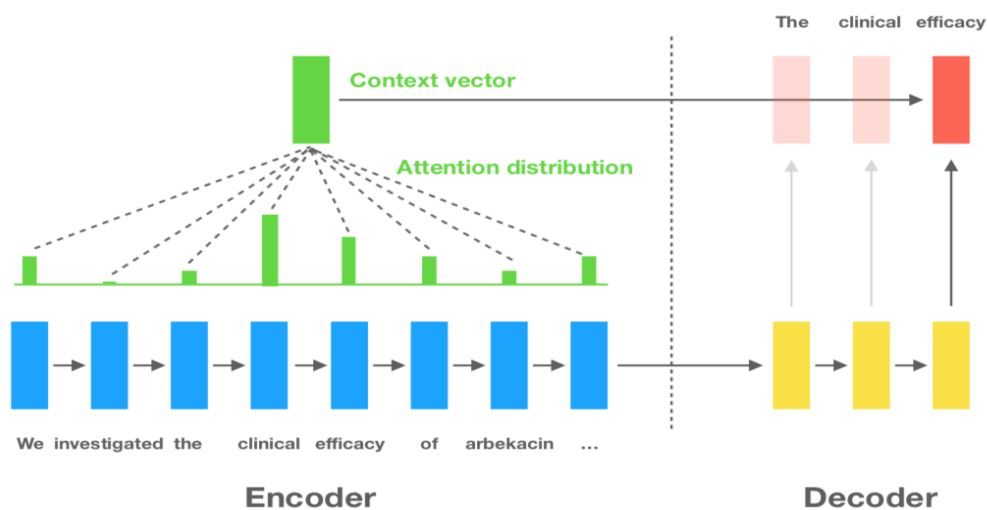 The clinical efficacy
Context vector
Attention distribution
We investigated the clinical efficacy of arbekacin ...
Encoder Decoder